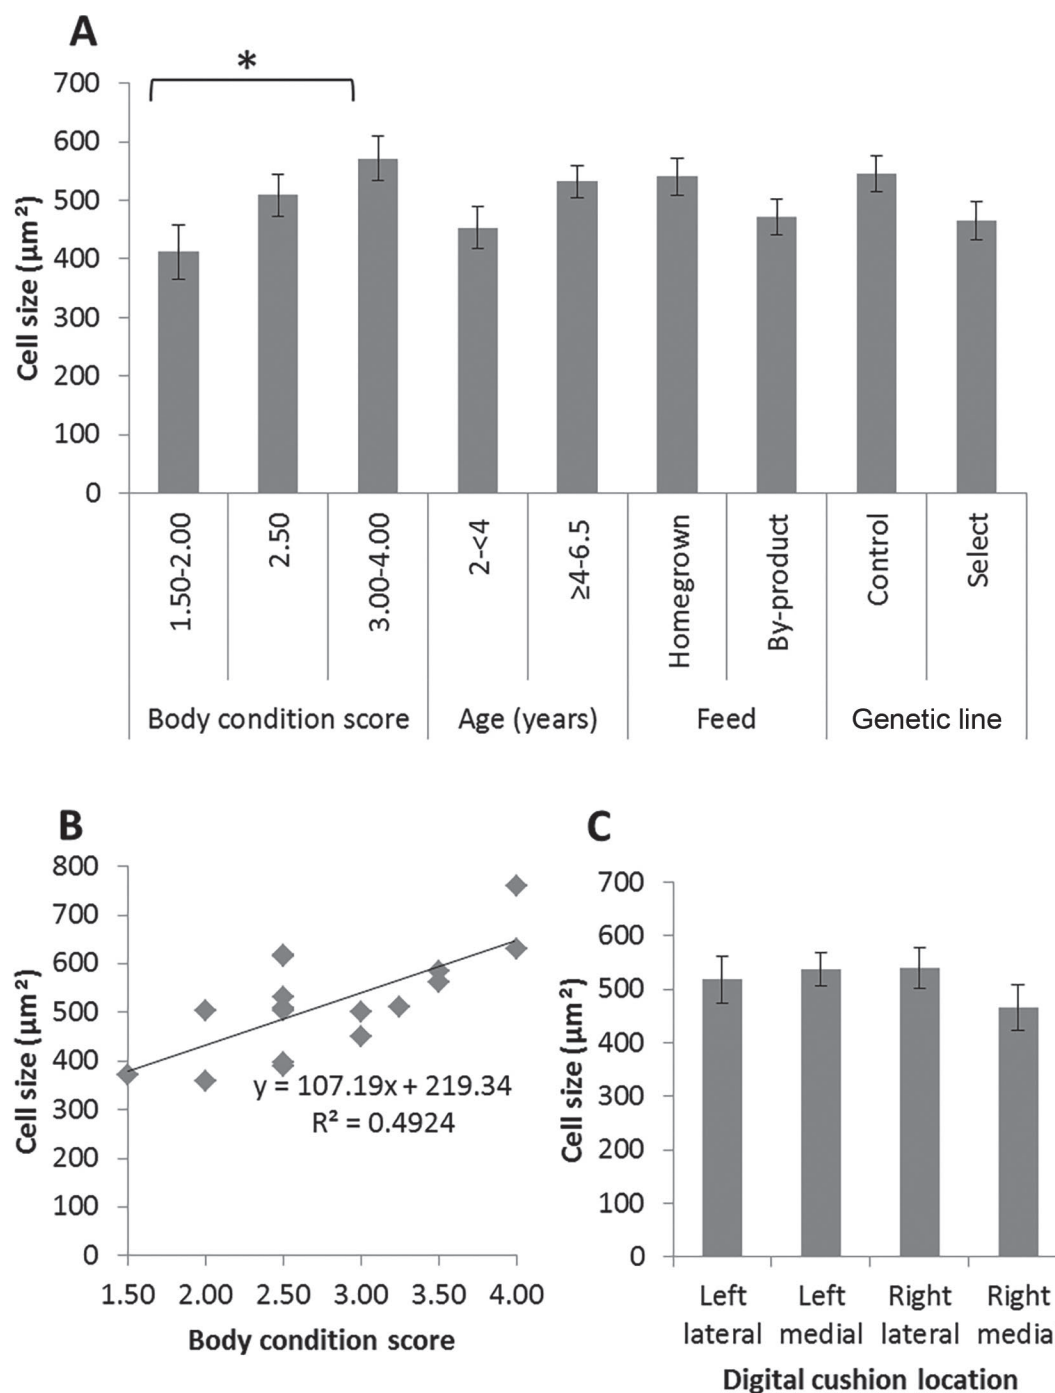 A
*
700
600
500
400
300
200
100
0
Cell size (µm²)
1.50-2.00
2.50
3.00-4.00
2-<4
≥4-6.5
Homegrown
By-product
Control
Select
Body condition score
Age (years)
Feed
Genetic line
B
800
700
600
500
400
300
200
100
0
Cell size (µm²)
y = 107.19x + 219.34
R² = 0.4924
1.50 2.00 2.50 3.00 3.50 4.00
Body condition score
C
700
600
500
400
300
200
100
0
Cell size (µm²)
Left lateral
Left medial
Right lateral
Right media
Digital cushion location